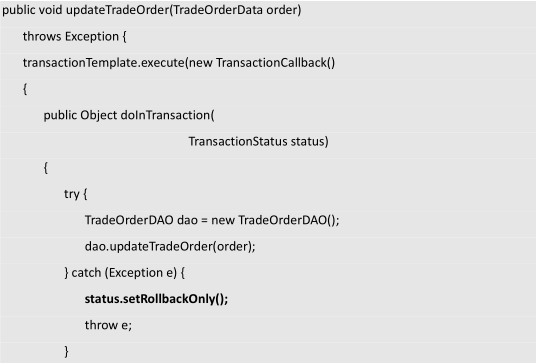 public void updateTradeOrder(TradeOrderData order)
throws Exception {
transactionTemplate.execute(new TransactionCallback()
{
public Object doInTransaction(
TransactionStatus status)
{
try {
TradeOrderDAO dao = new TradeOrderDAO();
dao.updateTradeOrder(order);
} catch (Exception e) {
status.setRollbackOnly();
throw e;
}